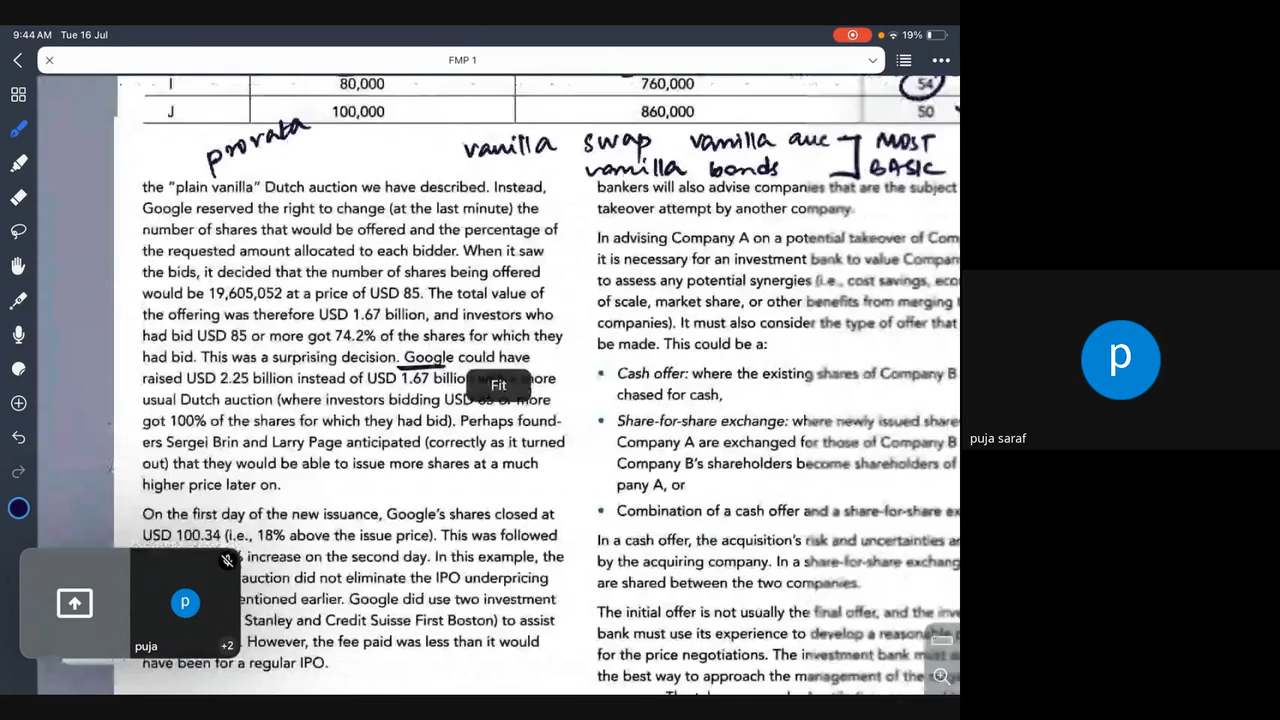 9:44 AM Tue 16 Jul
19%
FMP 1
I 80,000 760,000 54
J 100,000 860,000 50
prorata
vanilla swap vanilla auc MOST
vanilla bonds BASIC
the “plain vanilla” Dutch auction we have described. Instead,
Google reserved the right to change (at the last minute) the
number of shares that would be offered and the percentage of
the requested amount allocated to each bidder. When it saw
the bids, it decided that the number of shares being offered
would be 19,605,052 at a price of USD 85. The total value of
the offering was therefore USD 1.67 billion, and investors who
had bid USD 85 or more got 74.2% of the shares for which they
had bid. This was a surprising decision. Google could have
raised USD 2.25 billion instead of USD 1.67 billion more
Fit
usual Dutch auction (where investors bidding USD or more
got 100% of the shares for which they had bid). Perhaps found-
ers Sergei Brin and Larry Page anticipated (correctly as it turned
out) that they would be able to issue more shares at a much
higher price later on.
On the first day of the new issuance, Google’s shares closed at
USD 100.34 (i.e., 18% above the issue price). This was followed
increase on the second day. In this example, the
auction did not eliminate the IPO underpricing
entioned earlier. Google did use two investment
Stanley and Credit Suisse First Boston) to assist
. However, the fee paid was less than it would
have been for a regular IPO.
bankers will also advise companies that are the subject
takeover attempt by another company.
In advising Company A on a potential takeover of Com
it is necessary for an investment bank to value Compan
to assess any potential synergies (i.e., cost savings, eco
of scale, market share, or other benefits from merging
companies). It must also consider the type of offer that
be made. This could be a:
• Cash offer: where the existing shares of Company B
chased for cash,
• Share-for-share exchange: where newly issued share
Company A are exchanged for those of Company B
Company B’s shareholders become shareholders of
pany A, or
• Combination of a cash offer and a share-for-share ex
In a cash offer, the acquisition’s risk and uncertainties a
by the acquiring company. In a share-for-share exchang
are shared between the two companies.
The initial offer is not usually the final offer, and the inve
bank must use its experience to develop a reasonable
for the price negotiations. The investment bank must
the best way to approach the management of the
p
puja
+2
p
puja saraf